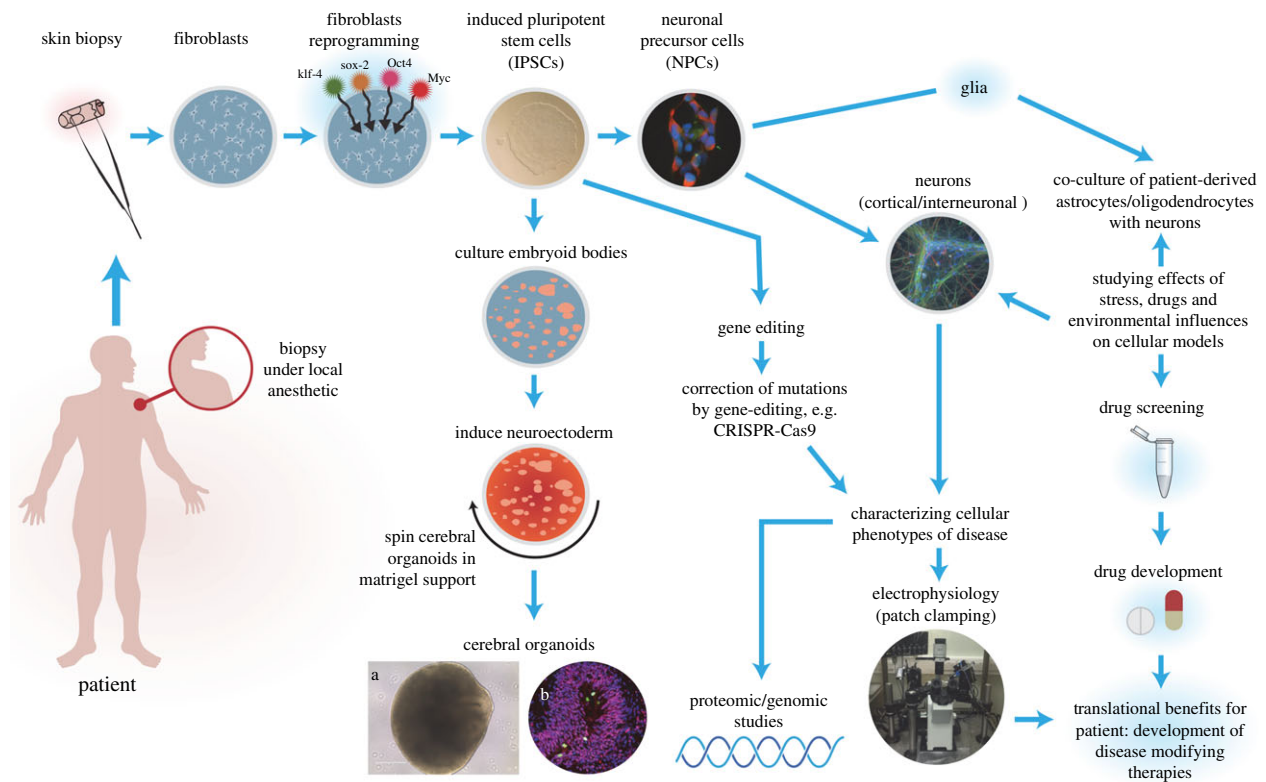 skin biopsy
fibroblasts
fibroblasts
reprogramming
klf-4
sox-2
Oct4
Myc
induced pluripotent
stem cells
(IPSCs)
neuronal
precursor cells
(NPCs)
glia
neurons
(cortical/interneuronal )
co-culture of patient-derived
astrocytes/oligodendrocytes
with neurons
culture embryoid bodies
studying effects of
stress, drugs and
environmental influences
on cellular models
gene editing
biopsy
under local
anesthetic
correction of mutations
by gene-editing, e.g.
CRISPR-Cas9
drug screening
induce neuroectoderm
spin cerebral
organoids in
matrigel support
characterizing cellular
phenotypes of disease
drug development
electrophysiology
(patch clamping)
cerebral organoids
a
b
patient
proteomic/genomic
studies
translational benefits for
patient: development of
disease modifying
therapies